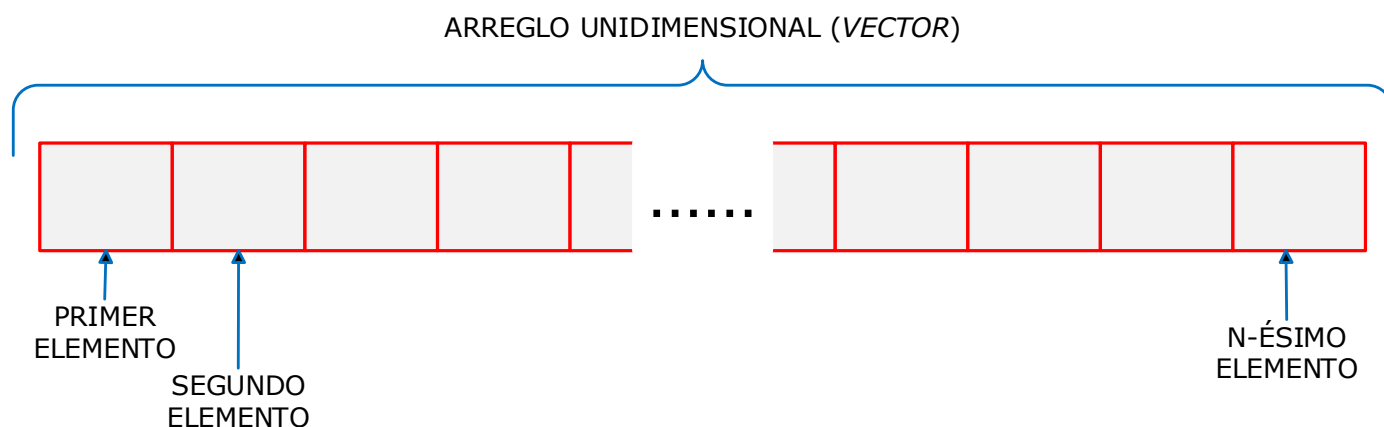 ARREGLO UNIDIMENSIONAL (VECTOR)
......
PRIMER
ELEMENTO
SEGUNDO
ELEMENTO
N-ÉSIMO
ELEMENTO